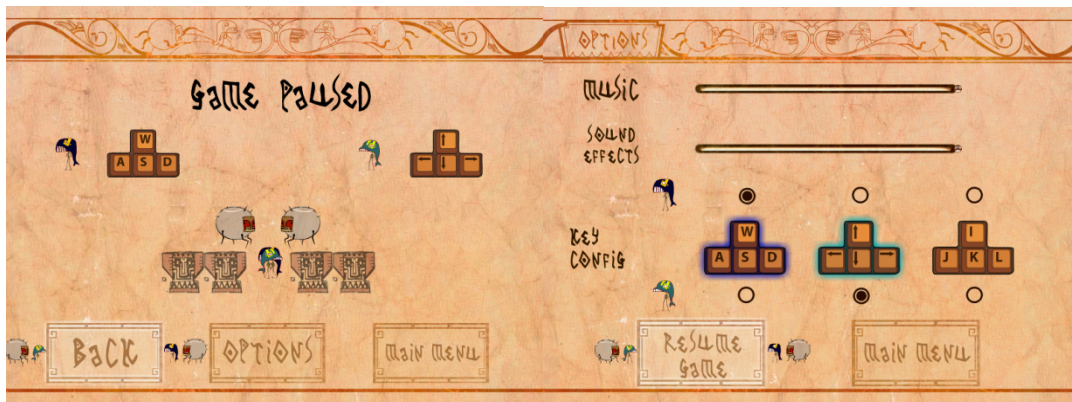 GAME PAUSED
W
A S D
↑
← ↓ →
BACK
OPTIONS
MAIN MENU
OPTIONS
MUSIC
SOUND
EFFECTS
KEY
CONFIG
W
A S D
↑
← ↓ →
I
J K L
RESUME
GAME
MAIN MENU